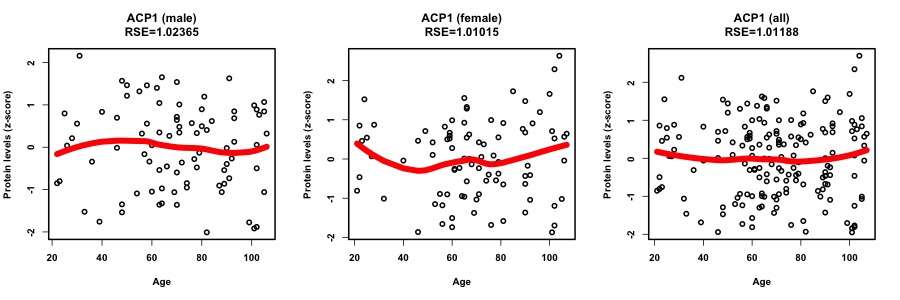 ACP1 (male)
RSE=1.02365
Protein levels (z-score)
2
1
0
-1
-2
20
40
60
80
100
Age
ACP1 (female)
RSE=1.01015
Protein levels (z-score)
2
1
0
-1
-2
20
40
60
80
100
Age
ACP1 (all)
RSE=1.01188
Protein levels (z-score)
2
1
0
-1
-2
20
40
60
80
100
Age